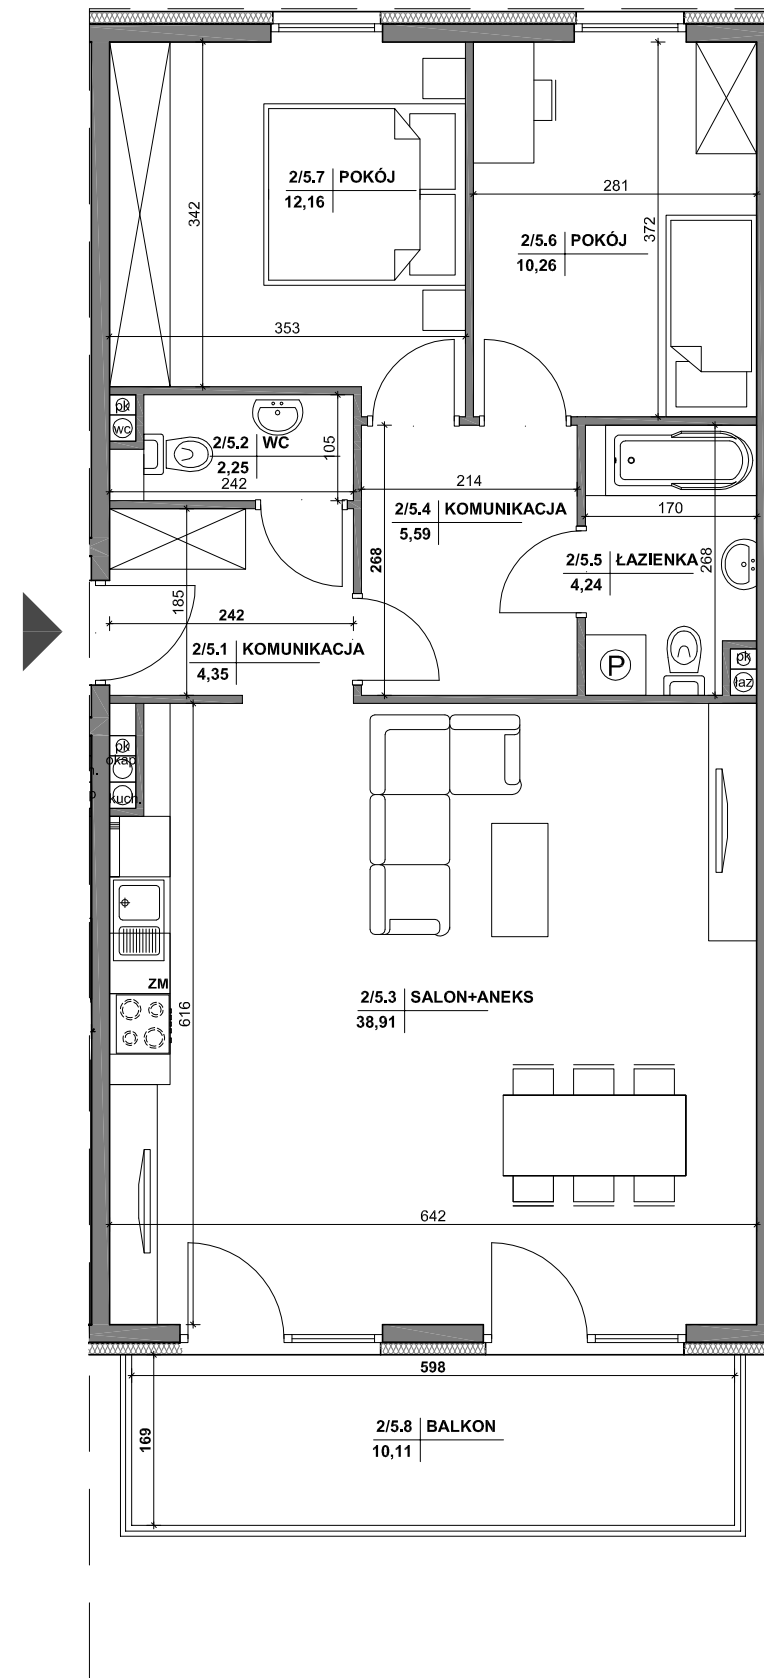 2/5.7 POKÓJ
12,16
342
353
281
372
2/5.6 POKÓJ
10,26
pk
wc
2/5.2 WC
2,25
242
105
214
2/5.4 KOMUNIKACJA
5,59
268
170
2/5.5 ŁAZIENKA
4,24
268
185
242
2/5.1 KOMUNIKACJA
4,35
P
pk
łaz
pk
okap
kuch.
ZM
616
2/5.3 SALON+ANEKS
38,91
642
598
169
2/5.8 BALKON
10,11